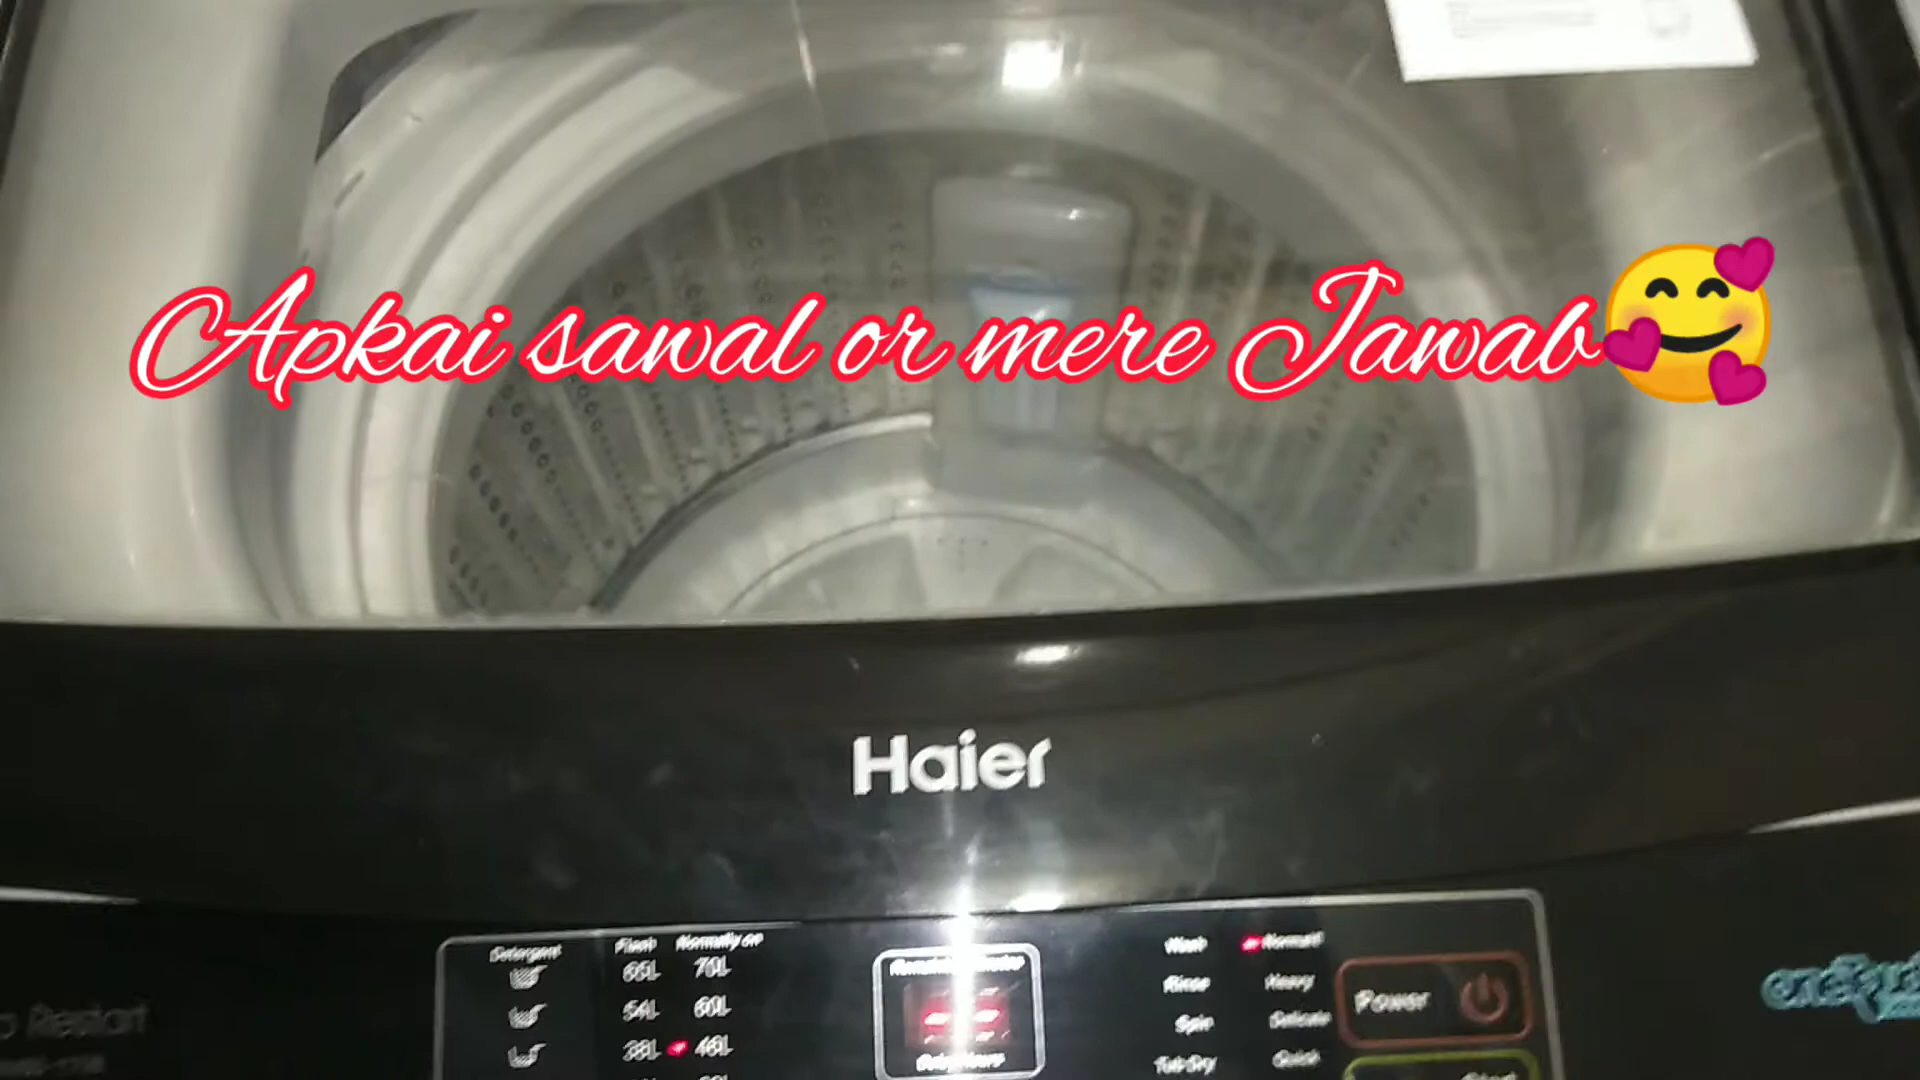 Apkai sawal or mere Jawab🥰
Haier
Detergent Flash Normally on
65L 70L
54L 60L
38L 46L
Wash Normal
Rinse Heavy
Spin Delicate
Tub Dry Quick
Power
Restart